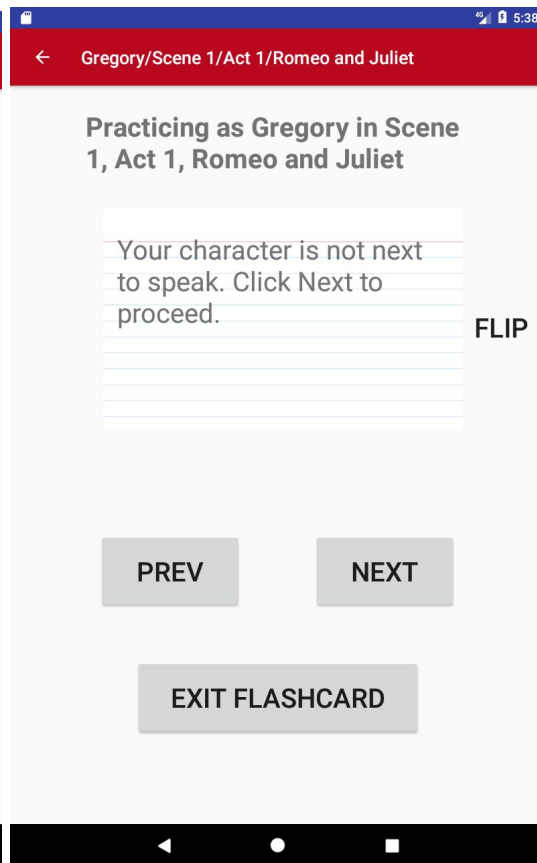 4G 5:38
Gregory/Scene 1/Act 1/Romeo and Juliet
Practicing as Gregory in Scene
1, Act 1, Romeo and Juliet
Your character is not next
to speak. Click Next to
proceed.
FLIP
PREV NEXT
EXIT FLASHCARD